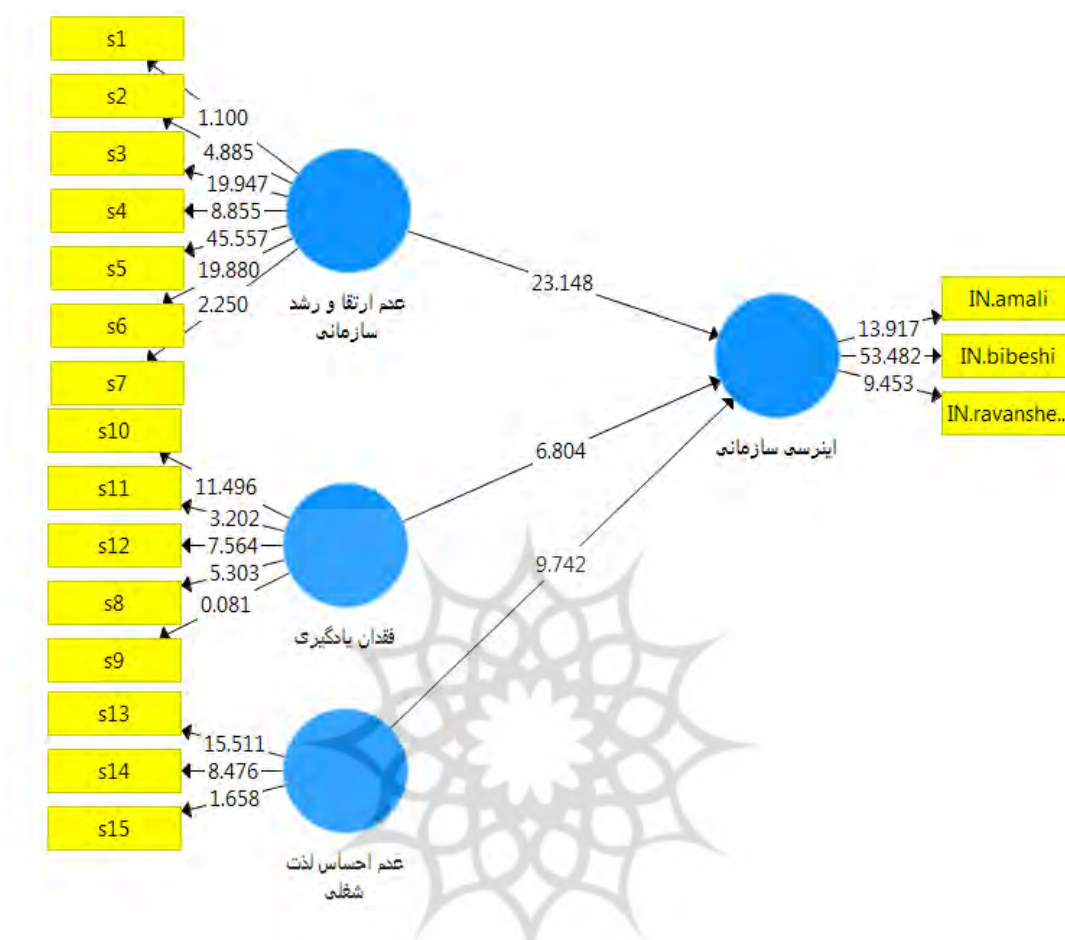 s1
s2
s3
s4
s5
s6
s7
1.100
4.885
19.947
8.855
45.557
19.880
2.250
عدم ارتقا و رشد
سازمانی
s10
s11
s12
s8
s9
11.496
3.202
7.564
5.303
0.081
فقدان یادگیری
s13
s14
s15
15.511
8.476
1.658
عدم احساس لذت
شغلی
23.148
6.804
9.742
اینرسی سازمانی
13.917
53.482
9.453
IN.amali
IN.bibeshi
IN.ravanshe..